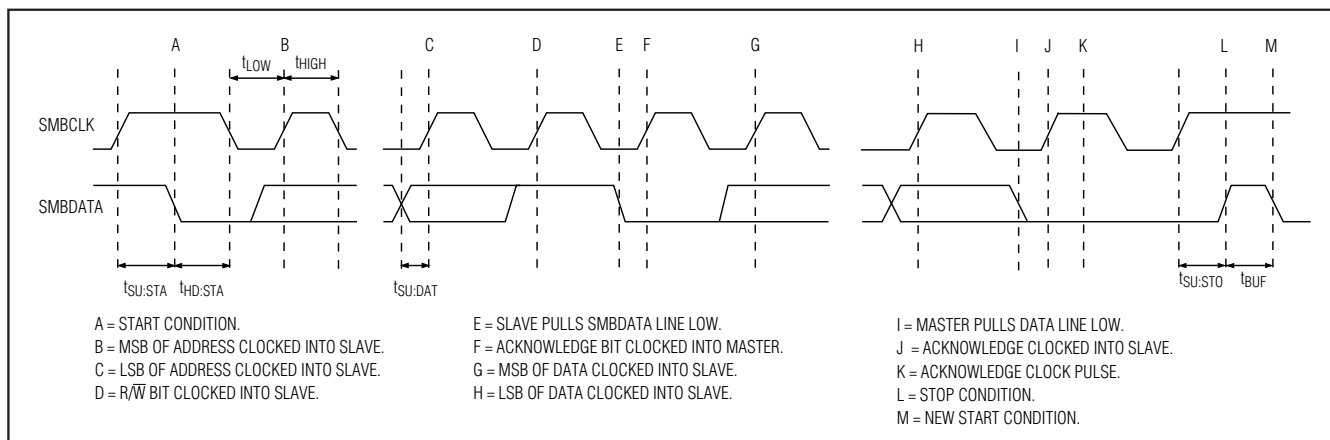 A B C D E F G H I J K L M
tLOW tHIGH
SMBCLK
SMBDATA
tSU:STA tHD:STA tSU:DAT tSU:STO tBUF
A = START CONDITION.
B = MSB OF ADDRESS CLOCKED INTO SLAVE.
C = LSB OF ADDRESS CLOCKED INTO SLAVE.
D = R/W̅ BIT CLOCKED INTO SLAVE.
E = SLAVE PULLS SMBDATA LINE LOW.
F = ACKNOWLEDGE BIT CLOCKED INTO MASTER.
G = MSB OF DATA CLOCKED INTO SLAVE.
H = LSB OF DATA CLOCKED INTO SLAVE.
I = MASTER PULLS DATA LINE LOW.
J = ACKNOWLEDGE CLOCKED INTO SLAVE.
K = ACKNOWLEDGE CLOCK PULSE.
L = STOP CONDITION.
M = NEW START CONDITION.